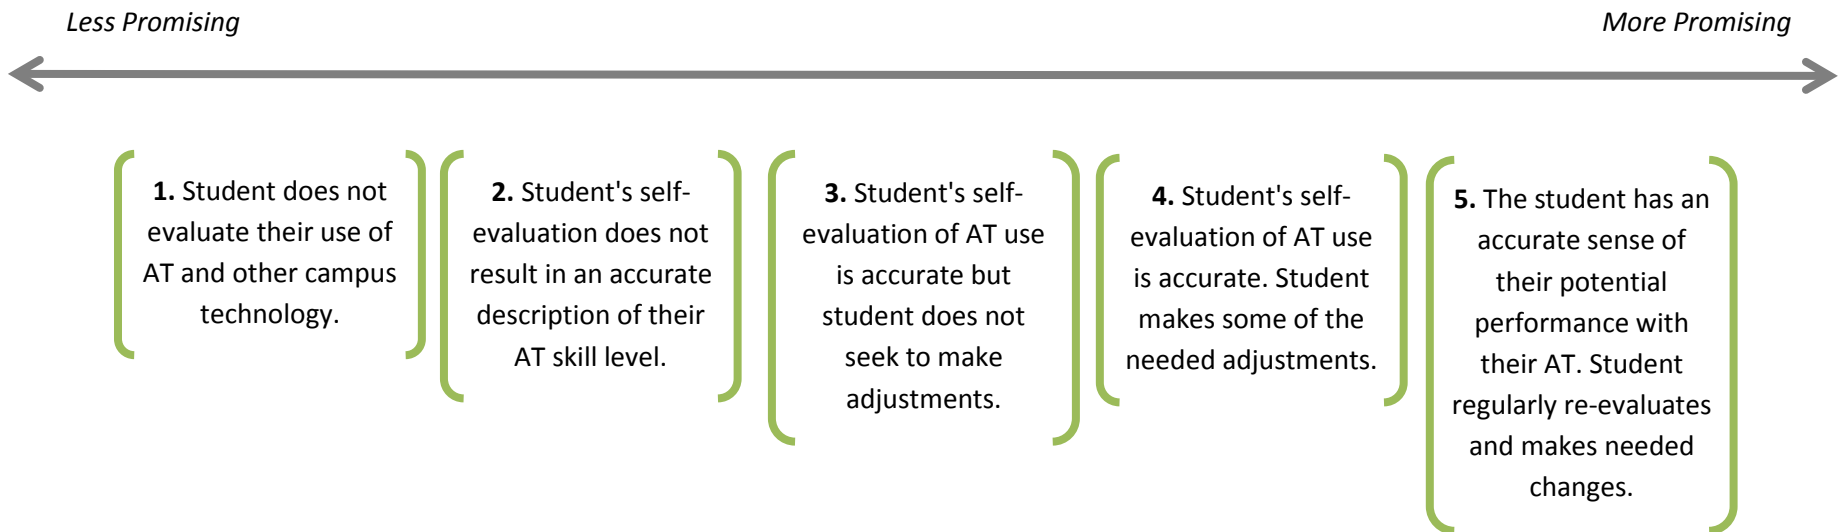 Less Promising
More Promising
1. Student does not
evaluate their use of
AT and other campus
technology.
2. Student's self-
evaluation does not
result in an accurate
description of their
AT skill level.
3. Student's self-
evaluation of AT use
is accurate but
student does not
seek to make
adjustments.
4. Student's self-
evaluation of AT use
is accurate. Student
makes some of the
needed adjustments.
5. The student has an
accurate sense of
their potential
performance with
their AT. Student
regularly re-evaluates
and makes needed
changes.